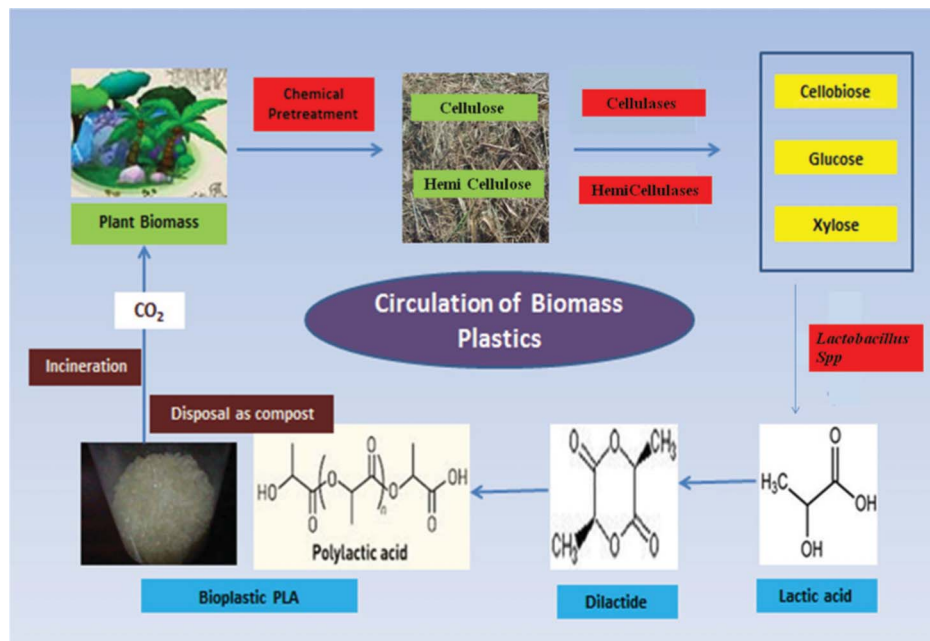 Chemical
Pretreatment
Cellulose
Hemi Cellulose
Cellulases
HemiCellulases
Cellobiose
Glucose
Xylose
Plant Biomass
CO2
Circulation of Biomass
Plastics
Lactobacillus
Spp
Incineration
Disposal as compost
HO
O
O
O
O
n
O
O
OH
Polylactic acid
O
O
CH3
CH3
O
O
O
H3C
OH
OH
Bioplastic PLA
Dilactide
Lactic acid